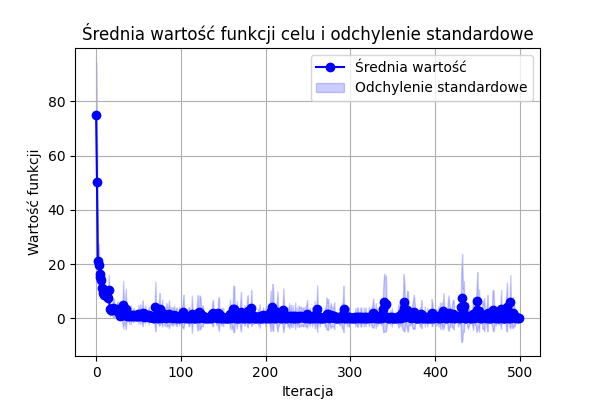 Średnia wartość funkcji celu i odchylenie standardowe
Średnia wartość
Odchylenie standardowe
Wartość funkcji
80
60
40
20
0
0 100 200 300 400 500
Iteracja